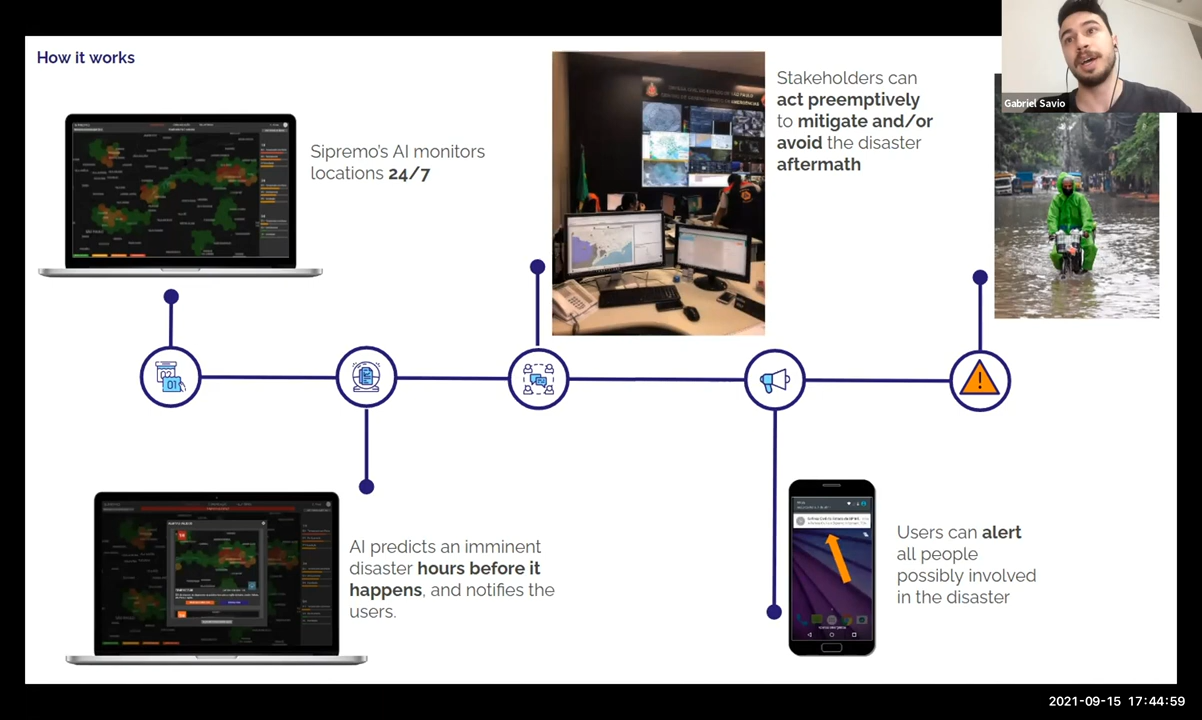 How it works
Sipremo's AI monitors
locations 24/7
Stakeholders can
act preemptively
to mitigate and/or
avoid the disaster
aftermath
Gabriel Savio
02
01
AI predicts an imminent
disaster hours before it
happens, and notifies the
users.
Users can alert
all people
possibly involved
in the disaster
2021-09-15 17:44:59